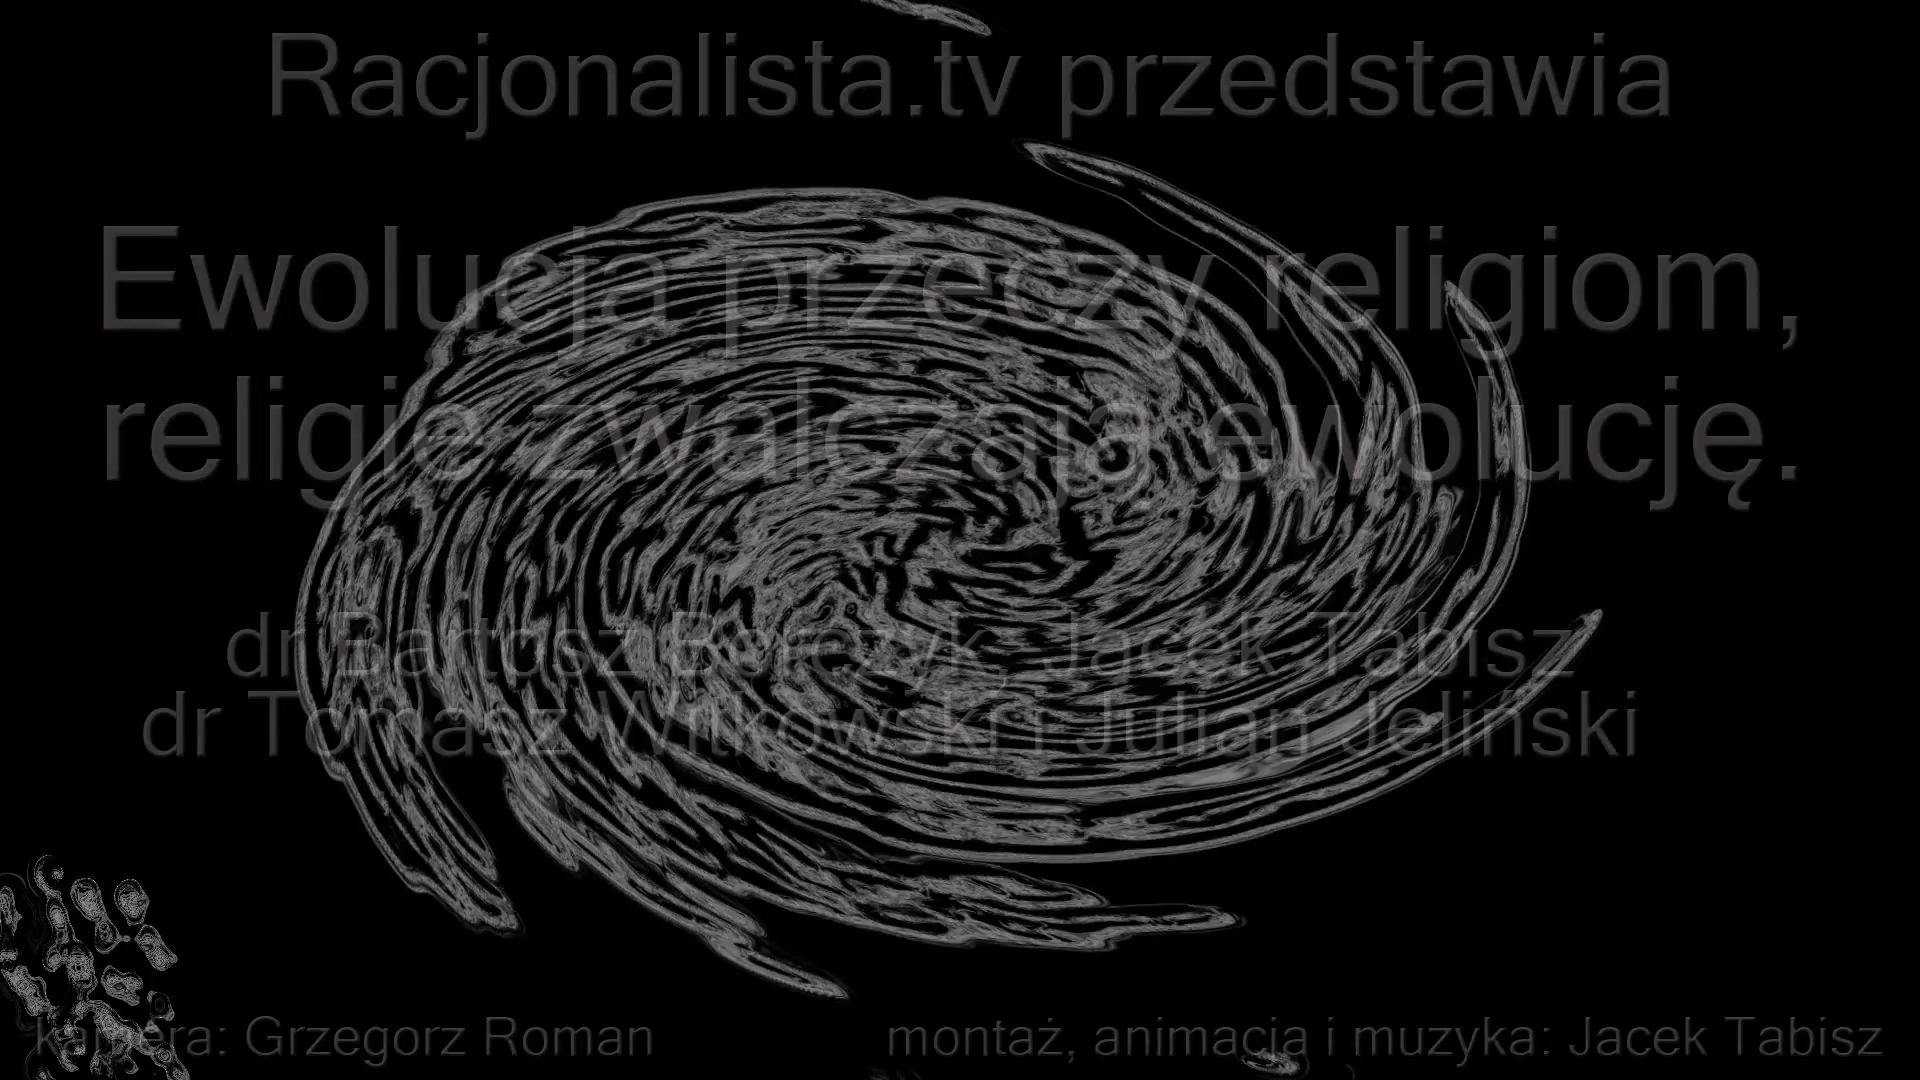 Racjonalista.tv przedstawia
Ewolucja przeczy religiom,
religie zwalczają ewolucję.
dr Bartosz Borczyk, Jacek Tabisz
dr Tomasz Witkowski i Julian Jeliński
kamera: Grzegorz Roman
montaż, animacja i muzyka: Jacek Tabisz